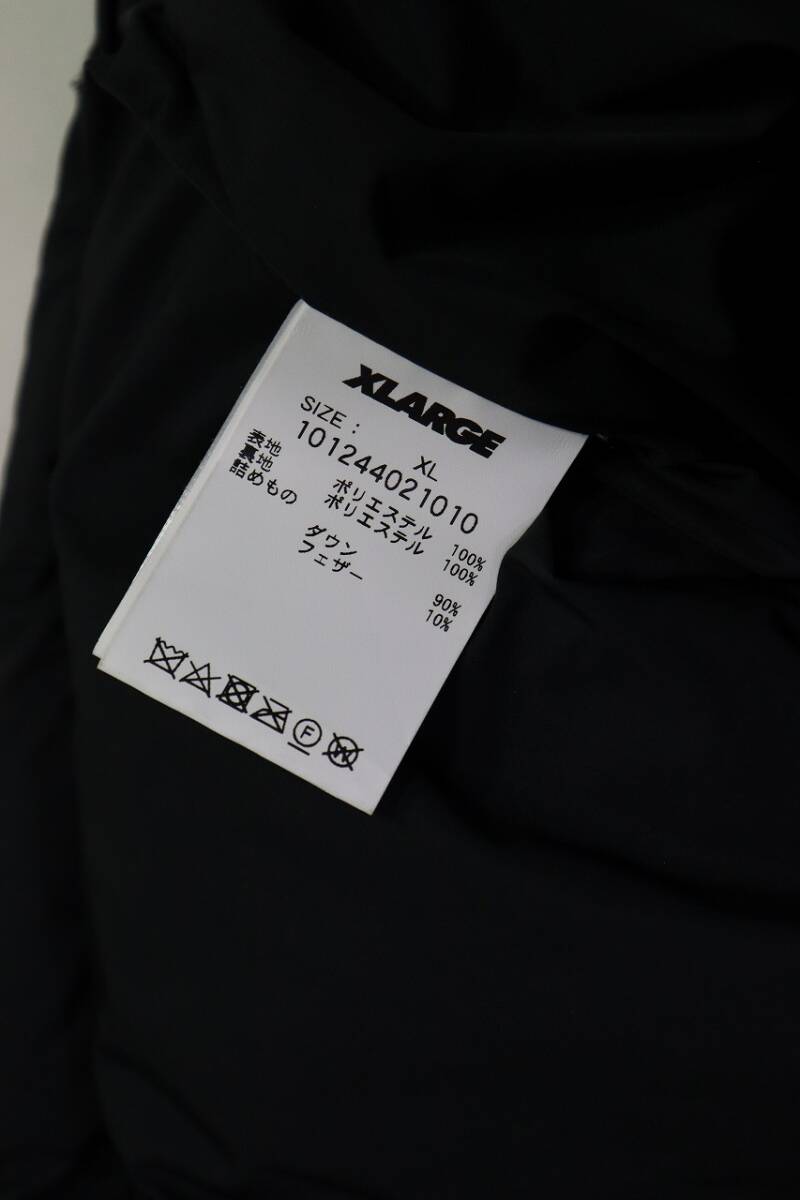 XLARGE
SIZE : XL
101244021010
表地 ポリエステル 100%
裏地 ポリエステル 100%
詰めもの ダウン 90%
フェザー 10%
F
W